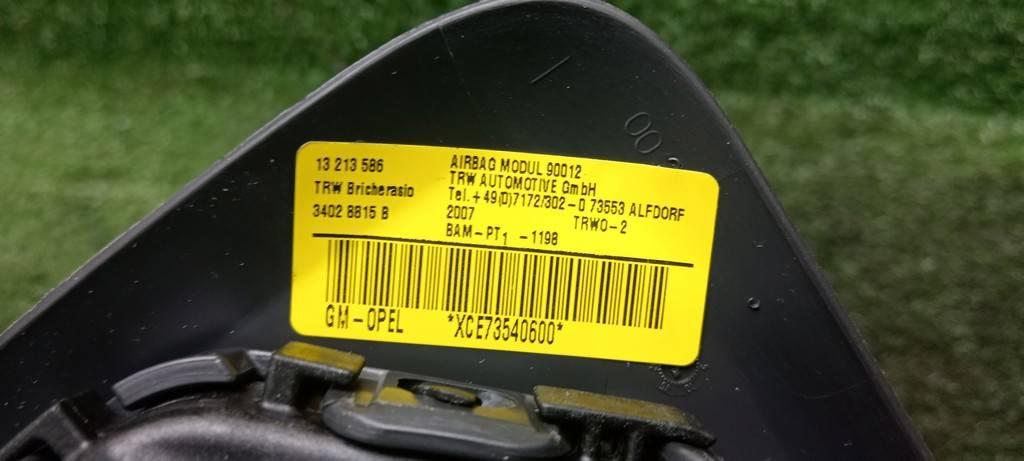 13 213 586
TRW Bricherasio
3402 8815 B
AIRBAG MODUL 90012
TRW AUTOMOTIVE GmbH
Tel. +49(0)7172/302-0 73553 ALFDORF
2007 TRWO-2
BAM-PT1 -1198
GM-OPEL *XCE73540600*